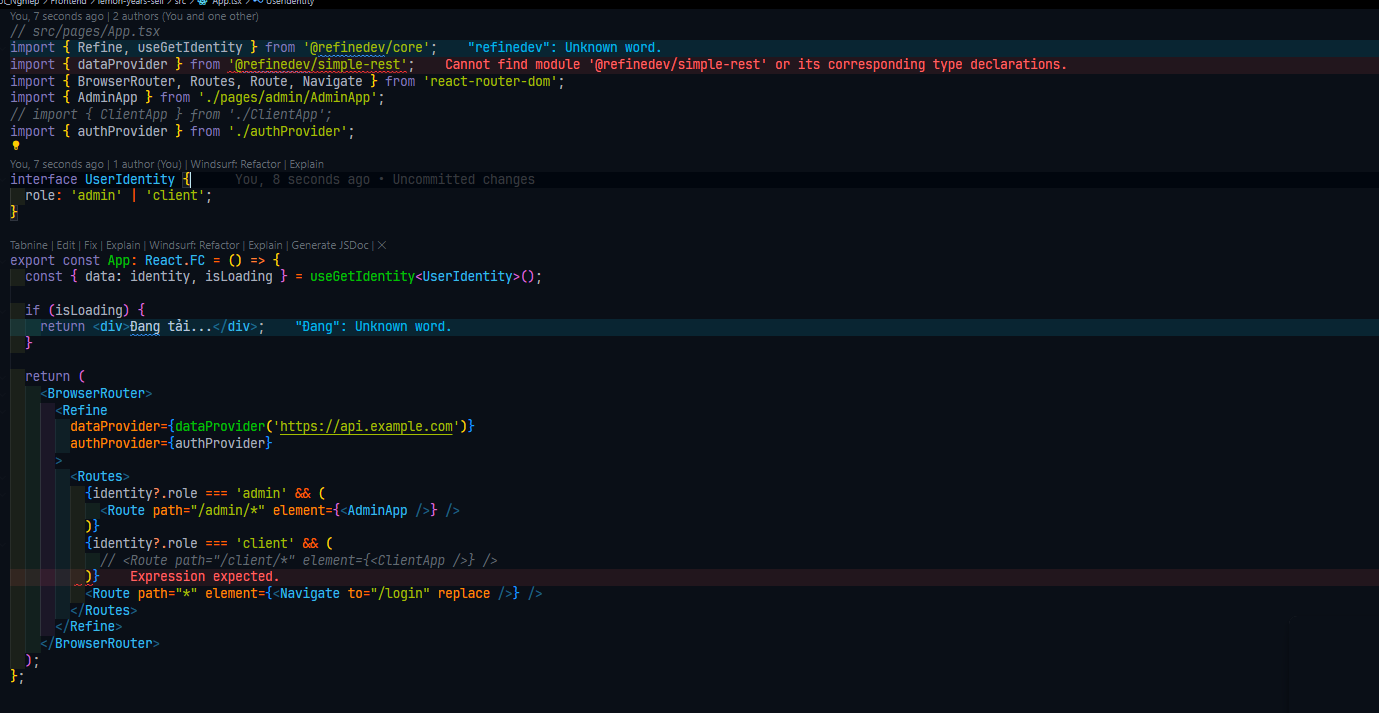 Frontend > lemon-years-sell > src > App.tsx > UserIdentity
You, 7 seconds ago | 2 authors (You and one other)
// src/pages/App.tsx
import { Refine, useGetIdentity } from '@refinedev/core'; "refinedev": Unknown word.
import { dataProvider } from '@refinedev/simple-rest'; Cannot find module '@refinedev/simple-rest' or its corresponding type declarations.
import { BrowserRouter, Routes, Route, Navigate } from 'react-router-dom';
import { AdminApp } from './pages/admin/AdminApp';
// import { ClientApp } from './ClientApp';
import { authProvider } from './authProvider';
You, 7 seconds ago | 1 author (You) | Windsurf: Refactor | Explain
interface UserIdentity { You, 8 seconds ago • Uncommitted changes
role: 'admin' | 'client';
}
Tabnine | Edit | Fix | Explain | Windsurf: Refactor | Explain | Generate JSDoc | X
export const App: React.FC = () => {
const { data: identity, isLoading } = useGetIdentity<UserIdentity>();
if (isLoading) {
return <div>Đang tải...</div>; "Đang": Unknown word.
}
return (
<BrowserRouter>
<Refine
dataProvider={dataProvider('https://api.example.com')}
authProvider={authProvider}
>
<Routes>
{identity?.role === 'admin' && (
<Route path="/admin/*" element={<AdminApp />} />
)}
{identity?.role === 'client' && (
// <Route path="/client/*" element={<ClientApp />} />
)} Expression expected.
<Route path="*" element={<Navigate to="/login" replace />} />
</Routes>
</Refine>
</BrowserRouter>
);
};